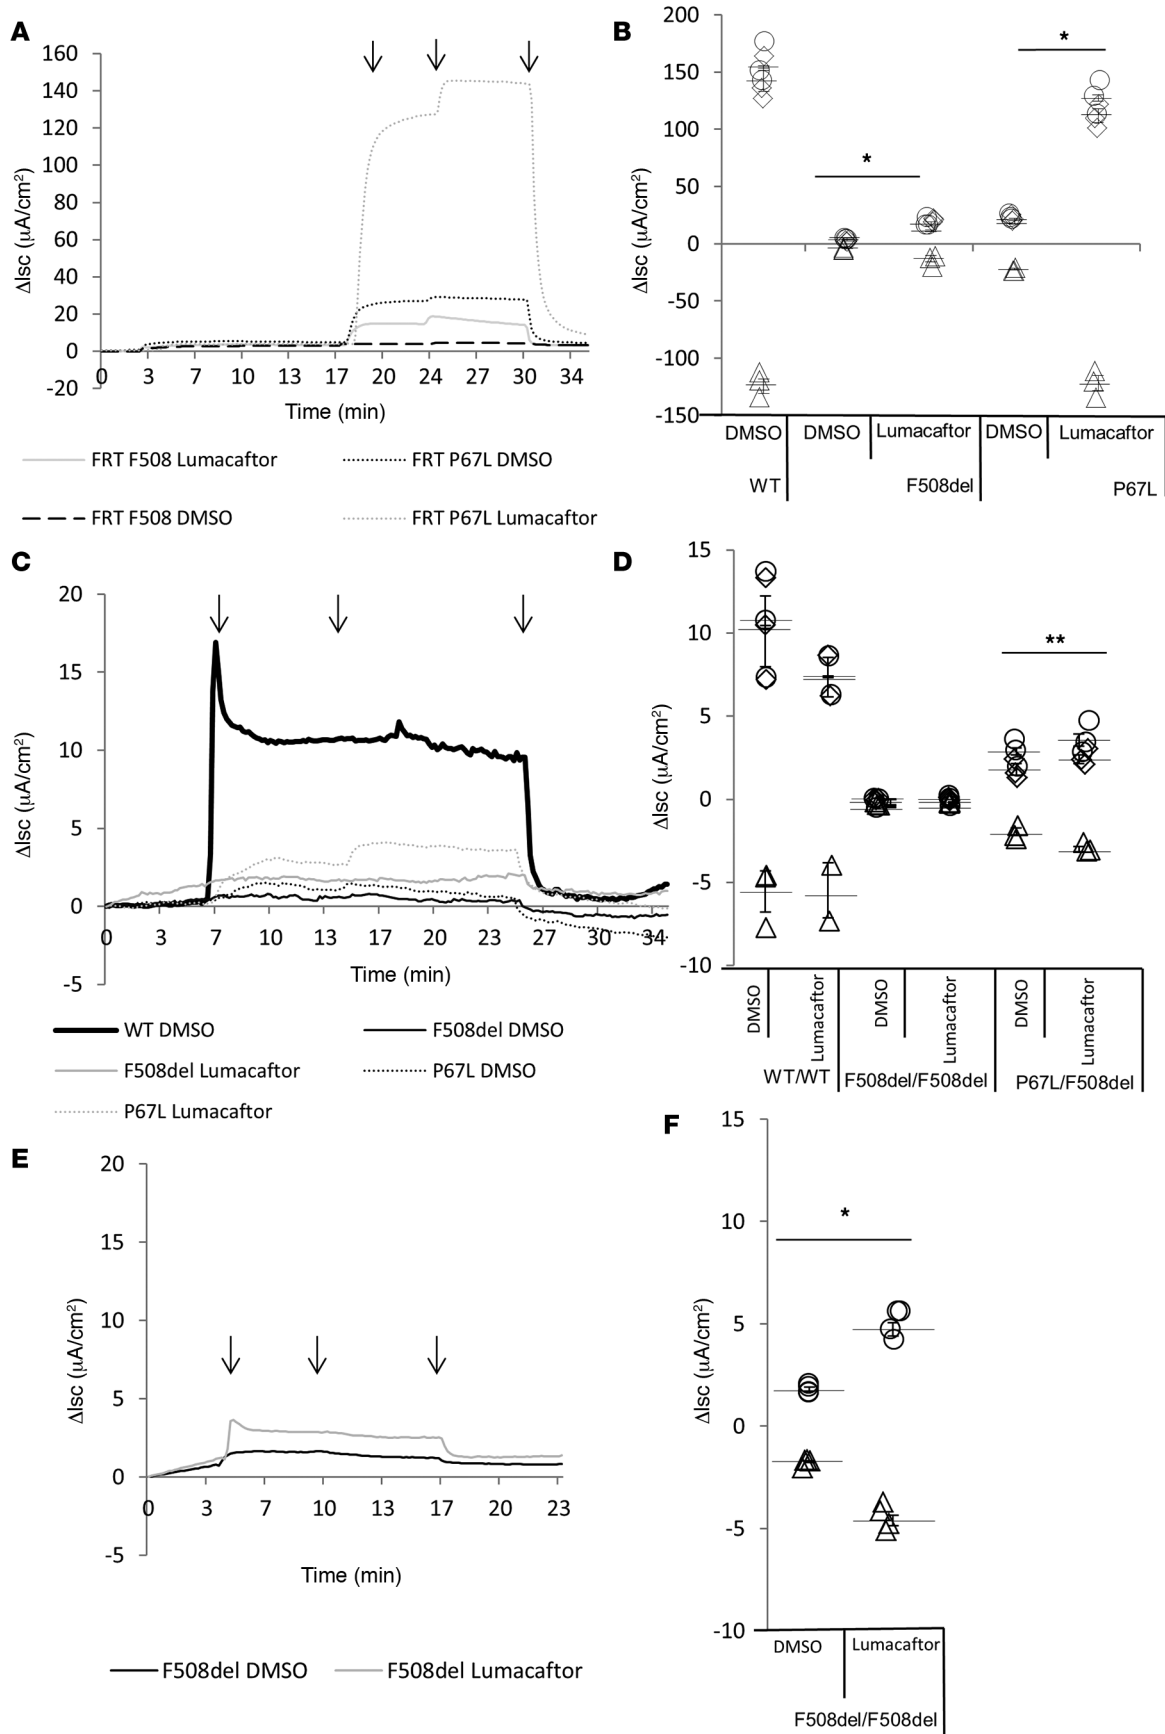 A
160
140
120
100
80
60
40
20
0
-20
ΔIsc (μA/cm²)
0 3 7 10 13 17 20 24 27 30 34
Time (min)
FRT F508 Lumacaftor
FRT P67L DMSO
FRT F508 DMSO
FRT P67L Lumacaftor
B
200
150
100
50
0
-50
-100
-150
ΔIsc (μA/cm²)
*
*
DMSO DMSO Lumacaftor DMSO Lumacaftor
WT F508del P67L
C
20
15
10
5
0
-5
ΔIsc (μA/cm²)
0 3 7 10 13 17 20 23 27 30 34
Time (min)
WT DMSO
F508del DMSO
F508del Lumacaftor
P67L DMSO
P67L Lumacaftor
D
15
10
5
0
-5
-10
ΔIsc (μA/cm²)
**
DMSO
Lumacaftor
DMSO
Lumacaftor
DMSO
Lumacaftor
WT/WT F508del/F508del P67L/F508del
E
20
15
10
5
0
-5
ΔIsc (μA/cm²)
0 3 7 10 13 17 20 23
Time (min)
F508del DMSO
F508del Lumacaftor
F
15
10
5
0
-5
-10
ΔIsc (μA/cm²)
*
DMSO Lumacaftor
F508del/F508del